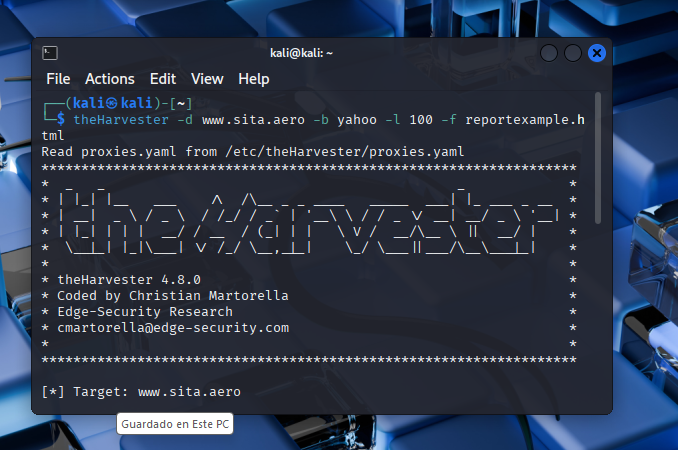 kali@kali: ~
File Actions Edit View Help
(kali㉿kali)-[~]
$ theHarvester -d www.sita.aero -b yahoo -l 100 -f reportexample.h
tml
Read proxies.yaml from /etc/theHarvester/proxies.yaml
*******************************************************************
* theHarvester *
* theHarvester 4.8.0 *
* Coded by Christian Martorella *
* Edge-Security Research *
* cmartorella@edge-security.com *
* *
*******************************************************************
[*] Target: www.sita.aero
Guardado en Este PC